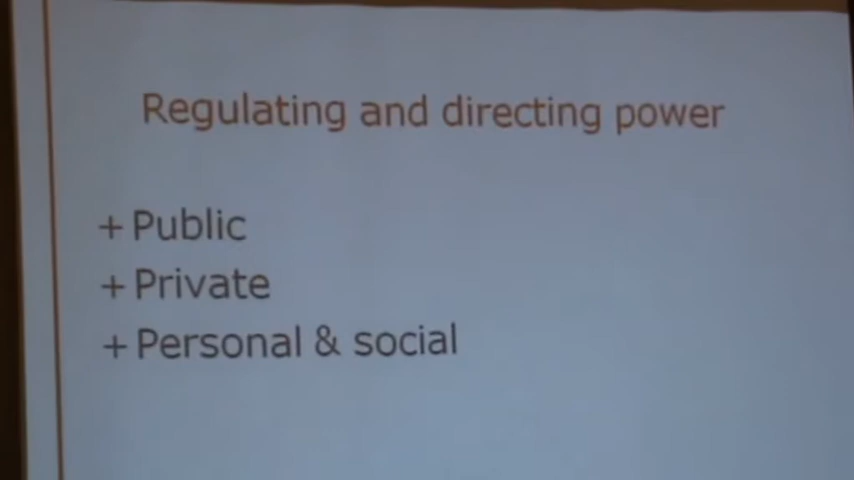 Regulating and directing power
+ Public
+ Private
+ Personal & social